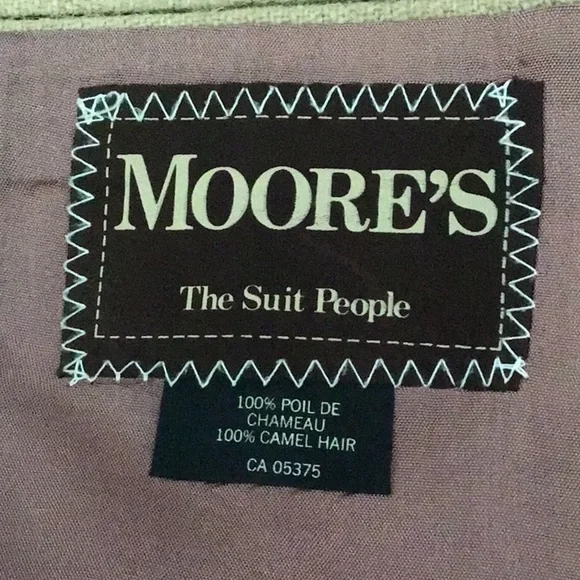 MOORE'S
The Suit People
100% POIL DE
CHAMEAU
100% CAMEL HAIR
CA 05375